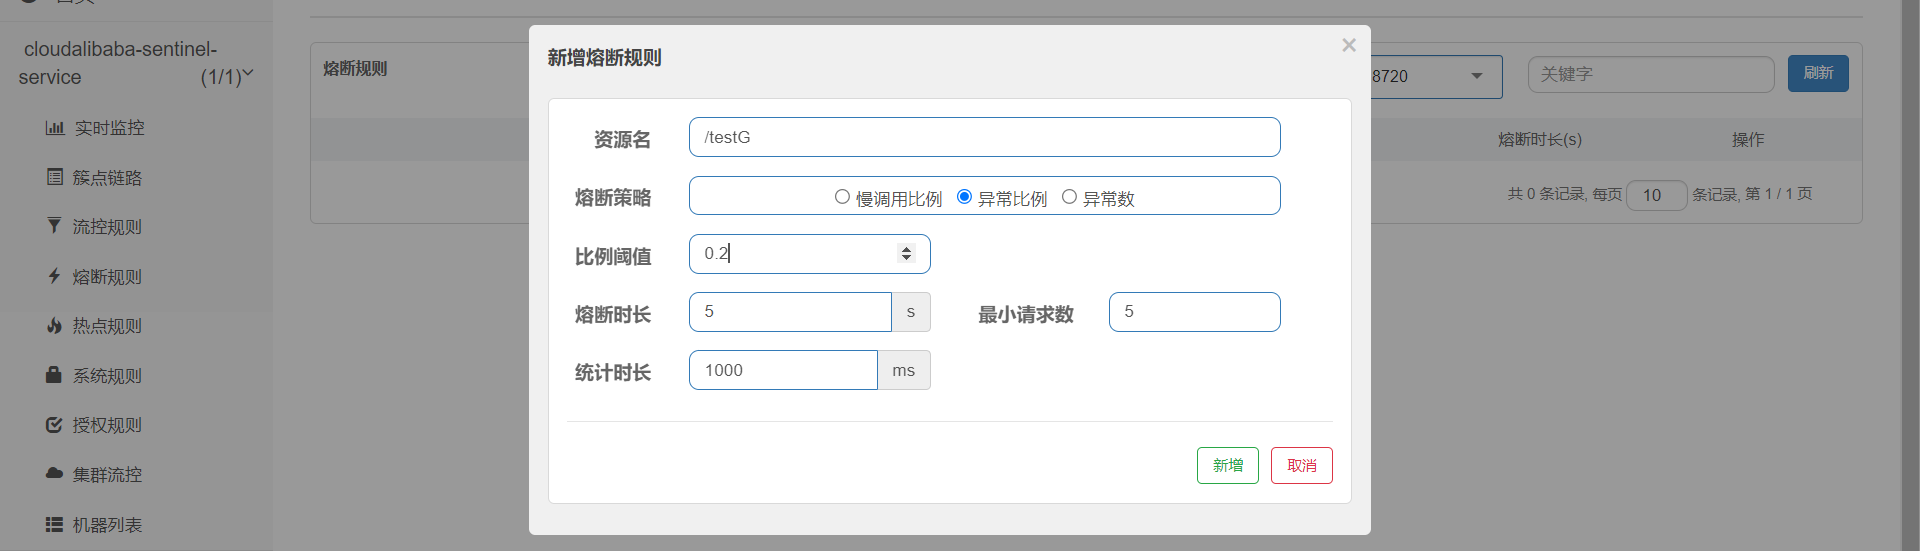 首页
cloudalibaba-sentinel-
service (1/1)
实时监控
簇点链路
流控规则
熔断规则
热点规则
系统规则
授权规则
集群流控
机器列表
熔断规则
8720
关键字
刷新
熔断时长(s)
操作
共 0 条记录, 每页 10 条记录, 第 1 / 1 页
新增熔断规则
×
资源名 /testG
熔断策略 慢调用比例 异常比例 异常数
比例阈值 0.2
熔断时长 5 s 最小请求数 5
统计时长 1000 ms
新增 取消